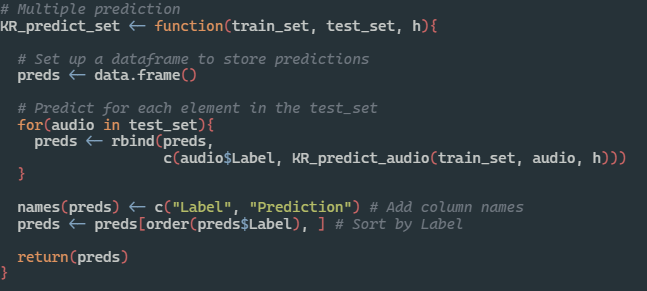 # Multiple prediction
KR_predict_set <- function(train_set, test_set, h){
  # Set up a dataframe to store predictions
  preds <- data.frame()
  # Predict for each element in the test_set
  for(audio in test_set){
    preds <- rbind(preds,
                   c(audio$Label, KR_predict_audio(train_set, audio, h)))
  }
  names(preds) <- c("Label", "Prediction") # Add column names
  preds <- preds[order(preds$Label), ] # Sort by Label
  return(preds)
}